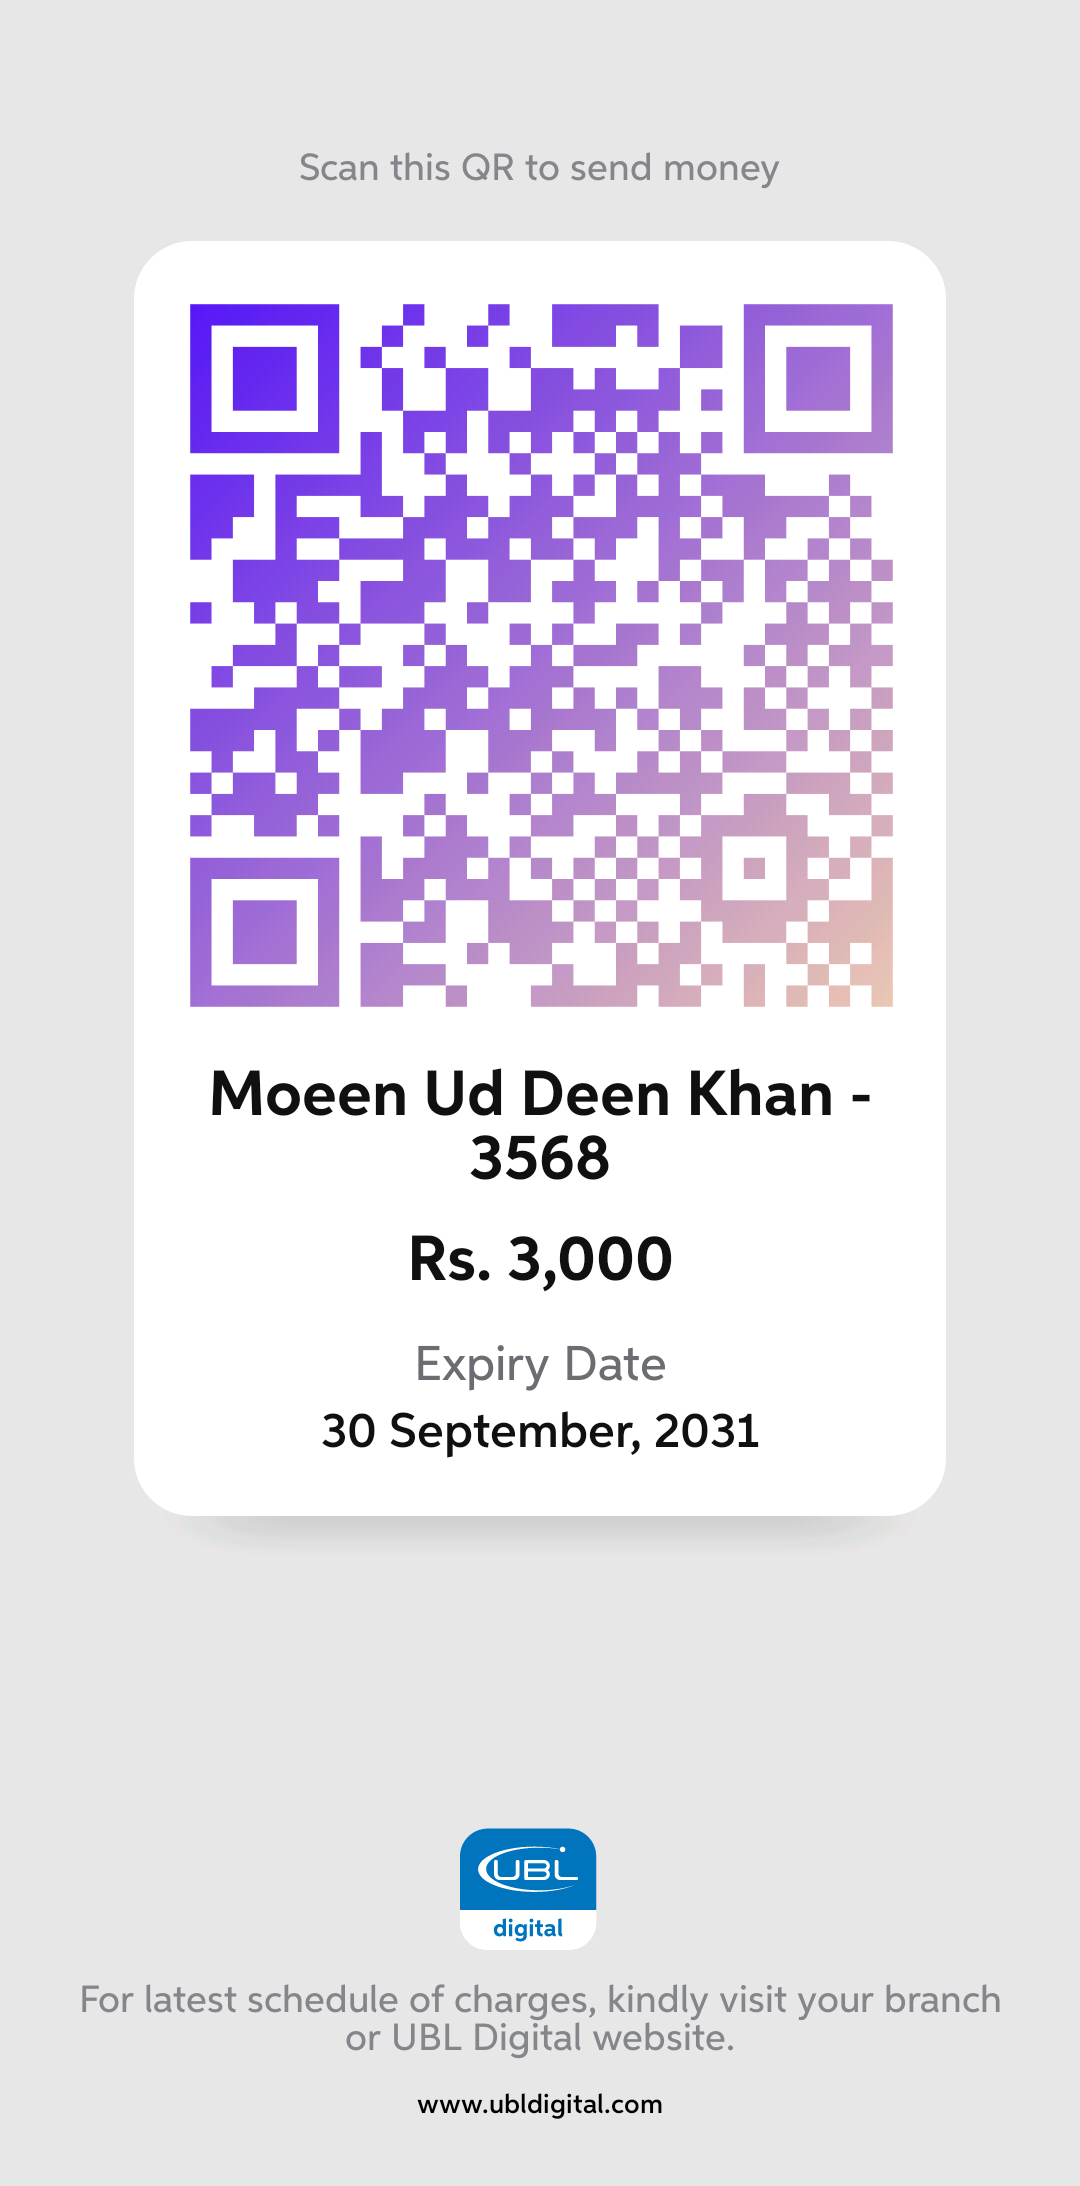 Scan this QR to send money
Moeen Ud Deen Khan -
3568
Rs. 3,000
Expiry Date
30 September, 2031
UBL
digital
For latest schedule of charges, kindly visit your branch
or UBL Digital website.
www.ubldigital.com